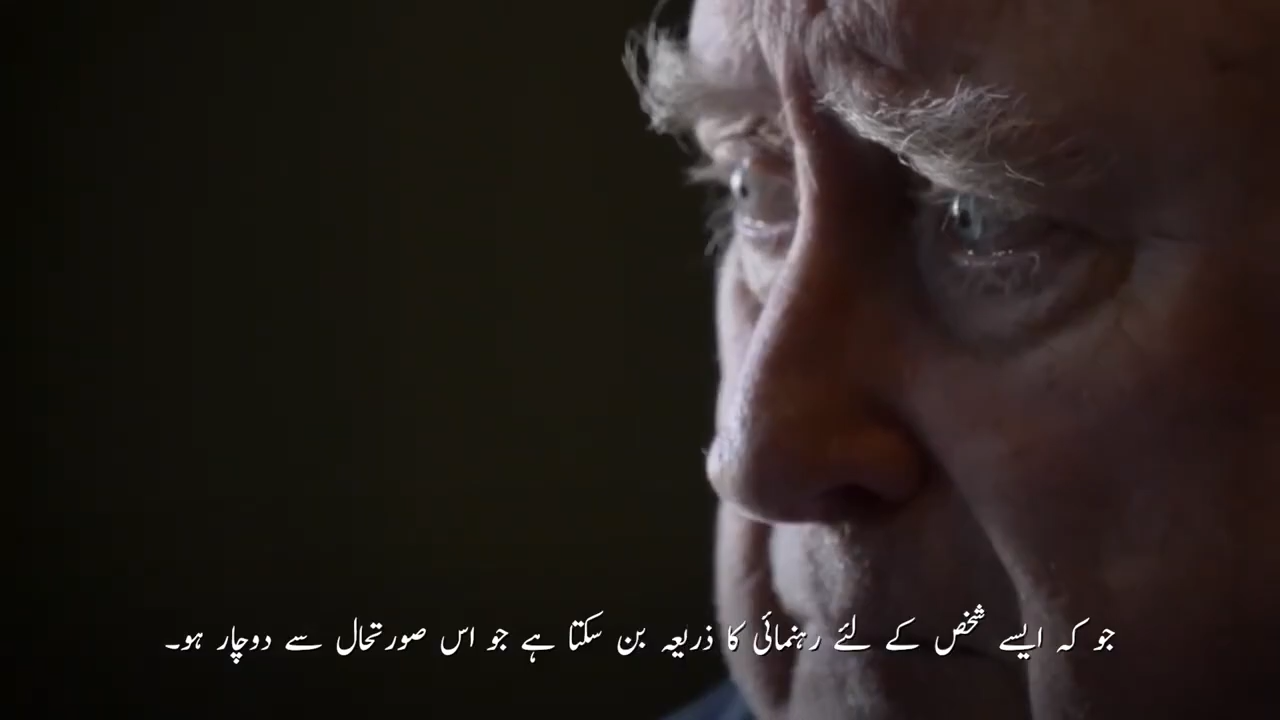 جو کہ ایسے شخص کے لئے رہنمائی کا ذریعہ بن سکتا ہے جو اس صورتحال سے دوچار ہو۔